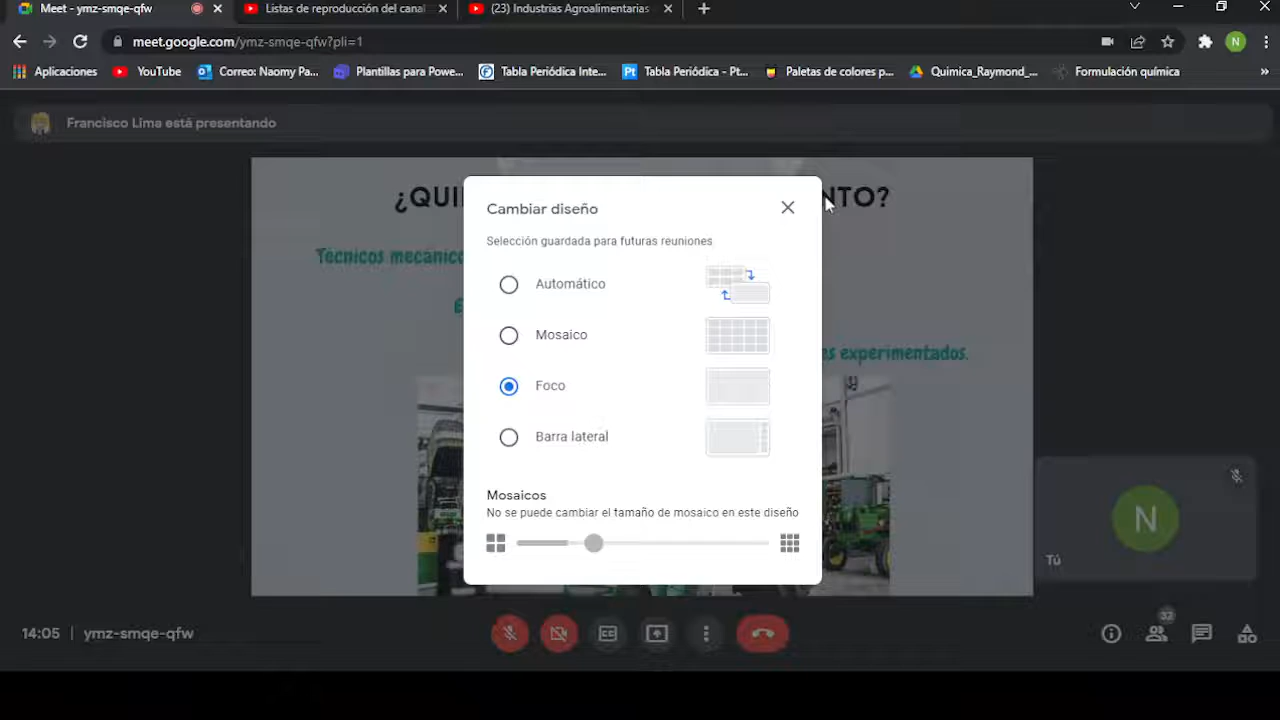 Meet - ymz-smqe-qfw
Listas de reproducción del canal
(23) Industrias Agroalimentarias
meet.google.com/ymz-smqe-qfw?pli=1
N
Aplicaciones
YouTube
Correo: Naomy Pa...
Plantillas para Powe...
Tabla Periódica Inte...
Pt
Tabla Periódica - Pt...
Paletas de colores p...
Quimica_Raymond_...
Formulación química
»
Francisco Lima está presentando
¿QUI
NTO?
Técnicos mecánico
E
s experimentados.
Cambiar diseño
Selección guardada para futuras reuniones
Automático
Mosaico
Foco
Barra lateral
Mosaicos
No se puede cambiar el tamaño de mosaico en este diseño
N
Tú
14:05 | ymz-smqe-qfw
32